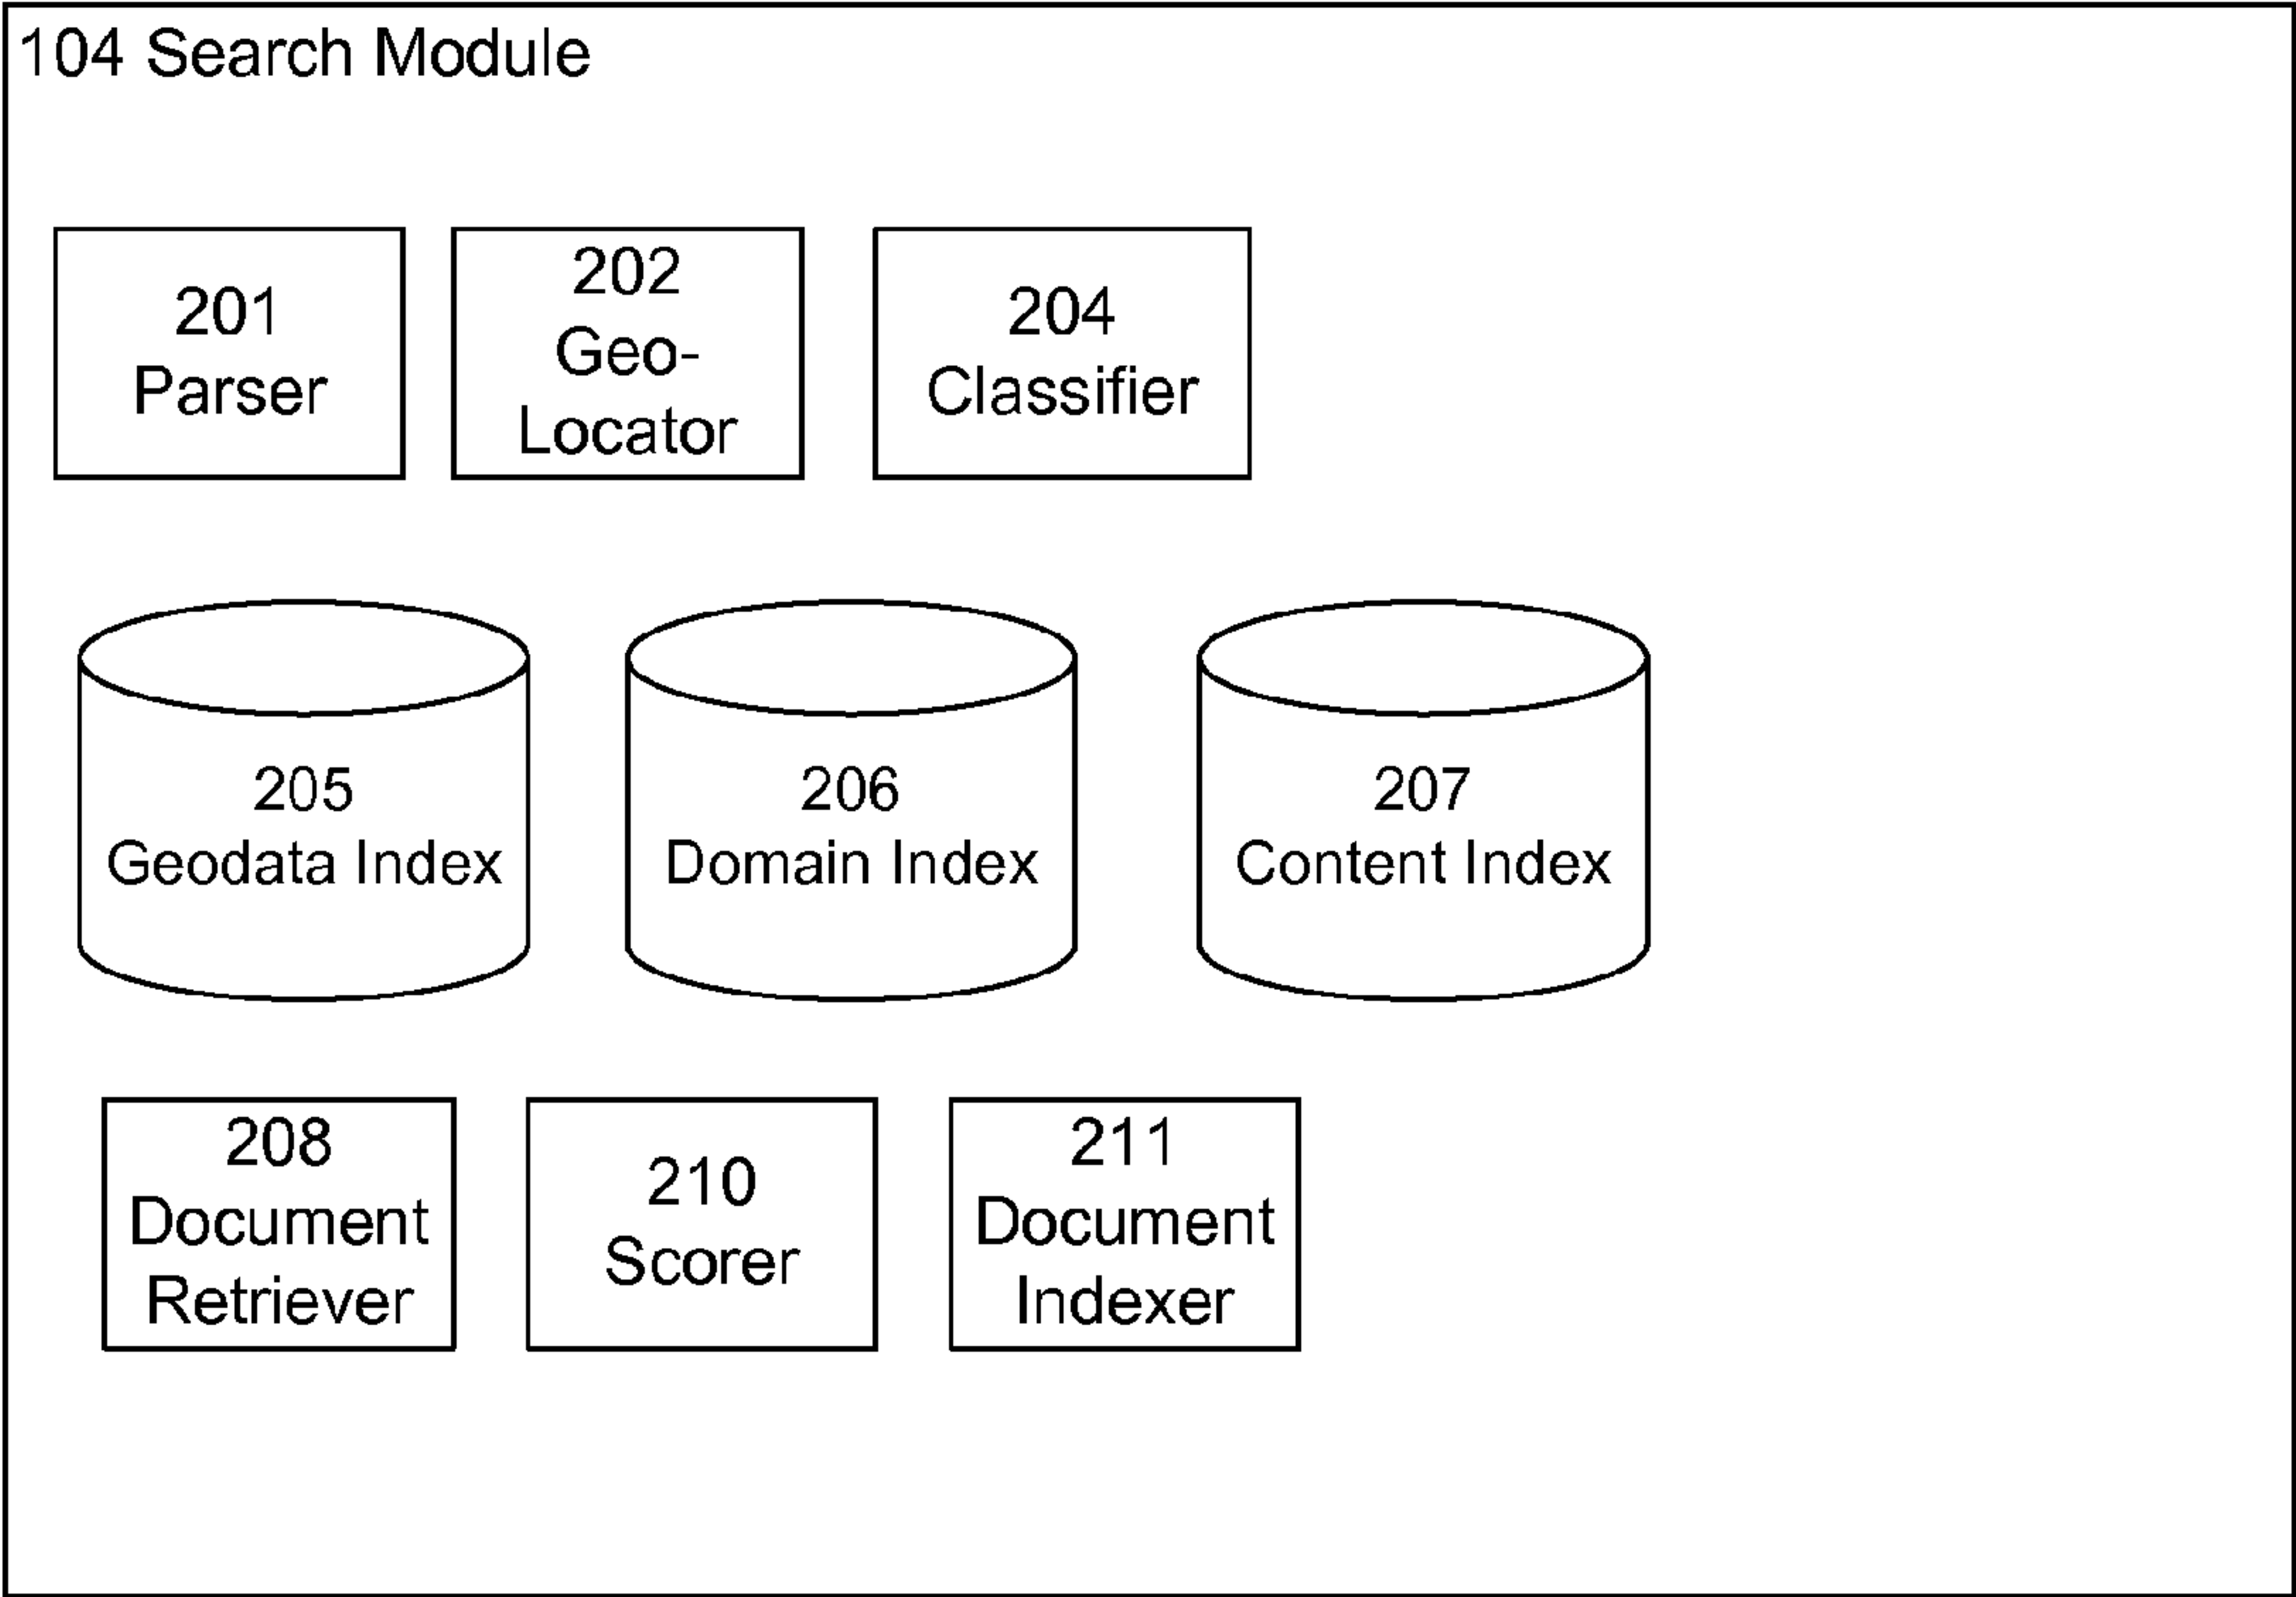 104 Search Module
201
Parser
202
Geo-
Locator
204
Classifier
205
Geodata Index
206
Domain Index
207
Content Index
208
Document
Retriever
210
Scorer
211
Document
Indexer